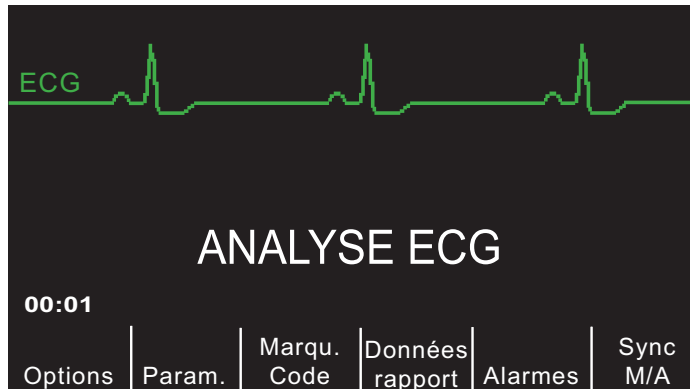 ECG
ANALYSE ECG
00:01
Options
Param.
Marqu.
Code
Données
rapport
Alarmes
Sync
M/A